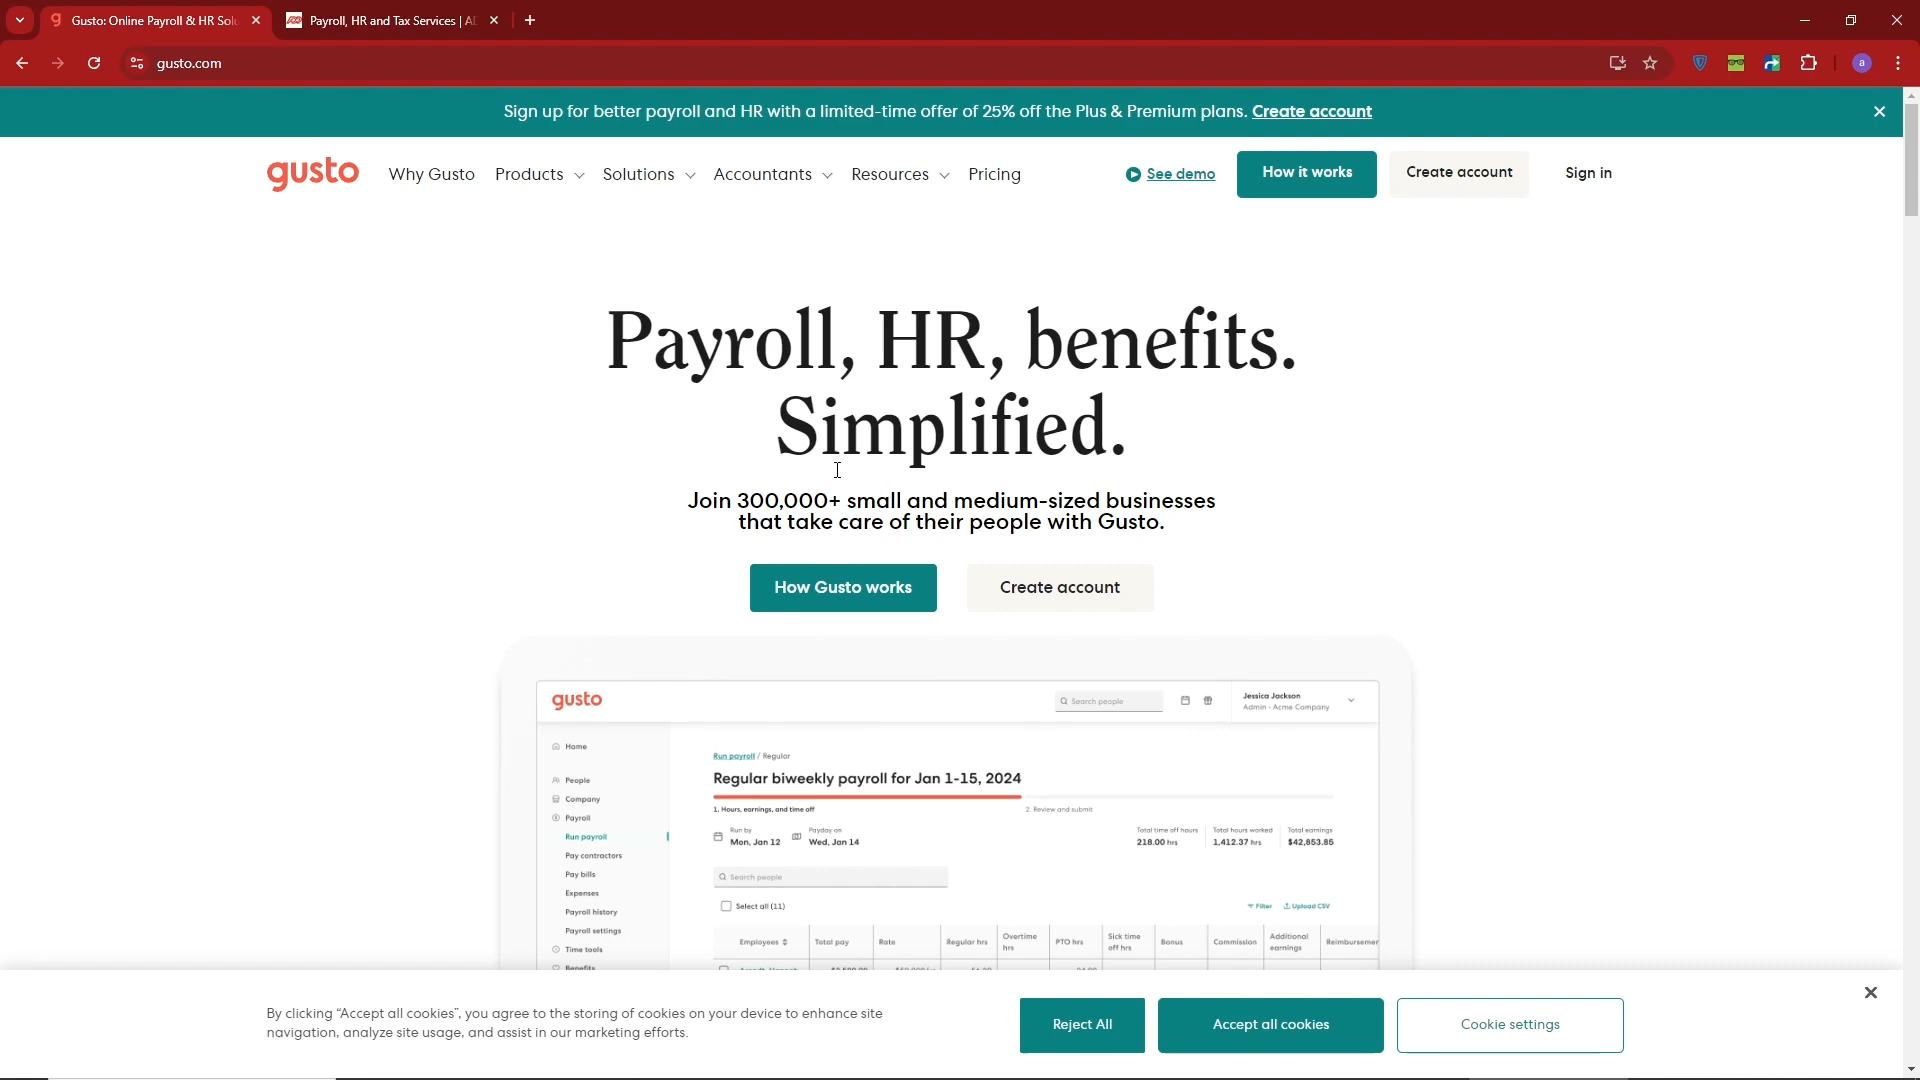 Gusto: Online Payroll & HR Solu
Payroll, HR and Tax Services | AD
gusto.com
a
Sign up for better payroll and HR with a limited-time offer of 25% off the Plus & Premium plans. Create account
gusto
Why Gusto
Products
Solutions
Accountants
Resources
Pricing
See demo
How it works
Create account
Sign in
Payroll, HR, benefits.
Simplified.
Join 300,000+ small and medium-sized businesses
that take care of their people with Gusto.
How Gusto works
Create account
gusto
Search people
Jessica Jackson
Admin - Acme Company
Home
People
Company
Payroll
Run payroll
Pay contractors
Pay bills
Expenses
Payroll history
Payroll settings
Time tools
Benefits
Run payroll / Regular
Regular biweekly payroll for Jan 1-15, 2024
1. Hours, earnings, and time off
2. Review and submit
Run by
Mon, Jan 12
Payday on
Wed, Jan 14
Total time off hours
218.00 hrs
Total hours worked
1,412.37 hrs
Total earnings
$42,853.85
Search people
Select all (11)
Filter
Upload CSV
Employees
Total pay
Rate
Regular hrs
Overtime
hrs
PTO hrs
Sick time
off hrs
Bonus
Commission
Additional
earnings
Reimbursemen
By clicking “Accept all cookies”, you agree to the storing of cookies on your device to enhance site
navigation, analyze site usage, and assist in our marketing efforts.
Reject All
Accept all cookies
Cookie settings